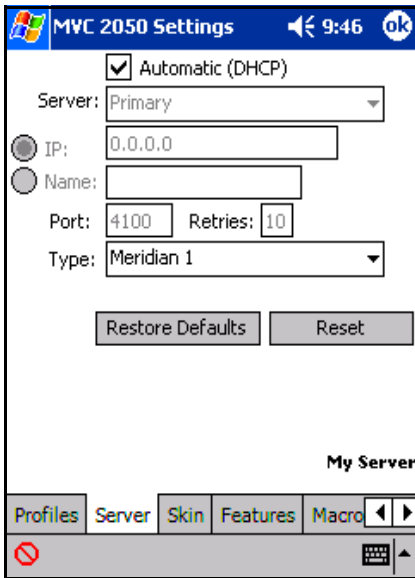 MVC 2050 Settings 9:46 ok
Automatic (DHCP)
Server: Primary
IP: 0.0.0.0
Name:
Port: 4100 Retries: 10
Type: Meridian 1
Restore Defaults Reset
My Server
Profiles Server Skin Features Macro